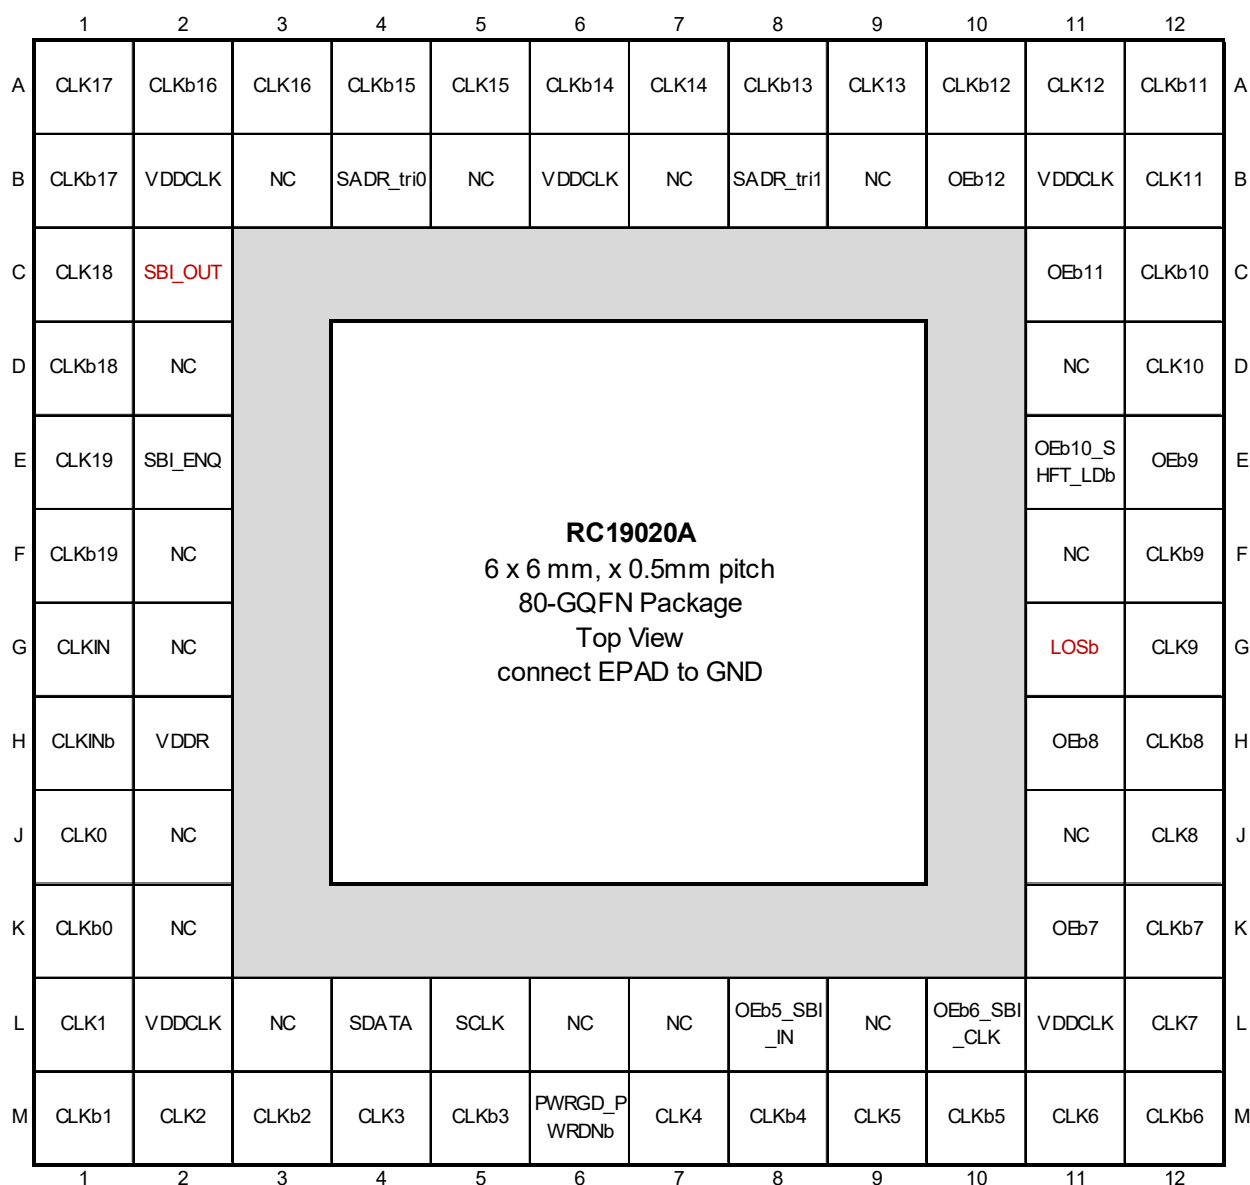 1 2 3 4 5 6 7 8 9 10 11 12
A CLK17 CLKb16 CLK16 CLKb15 CLK15 CLKb14 CLK14 CLKb13 CLK13 CLKb12 CLK12 CLKb11 A
B CLKb17 VDDCLK NC SADR_tri0 NC VDDCLK NC SADR_tri1 NC OEb12 VDDCLK CLK11 B
C CLK18 SBI_OUT OEb11 CLKb10 C
D CLKb18 NC NC CLK10 D
E CLK19 SBI_ENQ OEb10_S
HFT_LDb OEb9 E
RC19020A
F CLKb19 NC NC CLKb9 F
6 x 6 mm, x 0.5mm pitch
80-GQFN Package
Top View
G CLKIN NC LOSb CLK9 G
connect EPAD to GND
H CLKINb VDDR OEb8 CLKb8 H
J CLK0 NC NC CLK8 J
K CLKb0 NC OEb7 CLKb7 K
L CLK1 VDDCLK NC SDATA SCLK NC NC OEb5_SBI
_IN NC OEb6_SBI
_CLK VDDCLK CLK7 L
M CLKb1 CLK2 CLKb2 CLK3 CLKb3 PWRGD_P
WRDNb CLK4 CLKb4 CLK5 CLKb5 CLK6 CLKb6 M
1 2 3 4 5 6 7 8 9 10 11 12